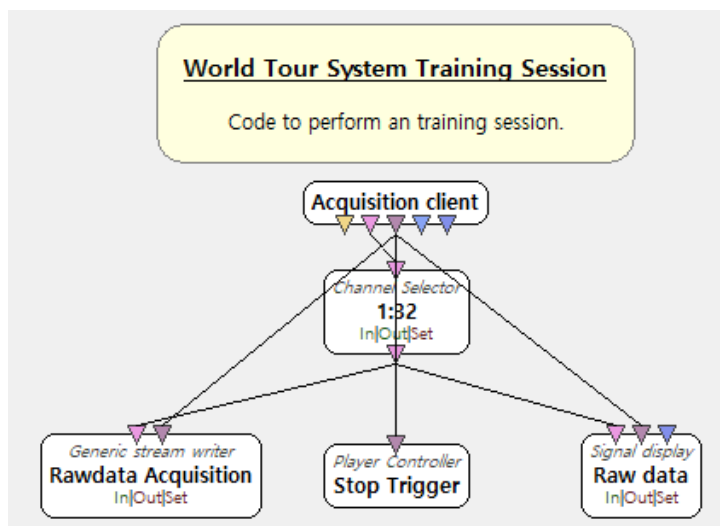 World Tour System Training Session
Code to perform an training session.
Acquisition client
Channel Selector
1:32
In|Out|Set
Generic stream writer
Rawdata Acquisition
In|Out|Set
Player Controller
Stop Trigger
Signal display
Raw data
In|Out|Set